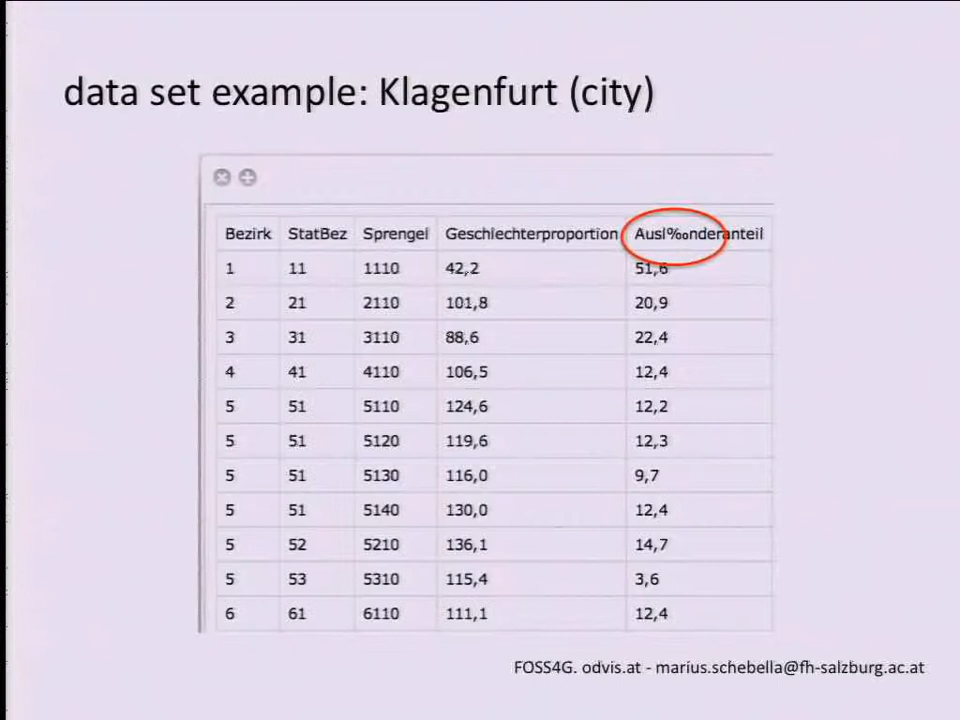 data set example: Klagenfurt (city)
Bezirk StatBez Sprengel Geschlechterproportion Ausl‰nderanteil
1 11 1110 42,2 51,6
2 21 2110 101,8 20,9
3 31 3110 88,6 22,4
4 41 4110 106,5 12,4
5 51 5110 124,6 12,2
5 51 5120 119,6 12,3
5 51 5130 116,0 9,7
5 51 5140 130,0 12,4
5 52 5210 136,1 14,7
5 53 5310 115,4 3,6
6 61 6110 111,1 12,4
FOSS4G. odvis.at - marius.schebella@fh-salzburg.ac.at